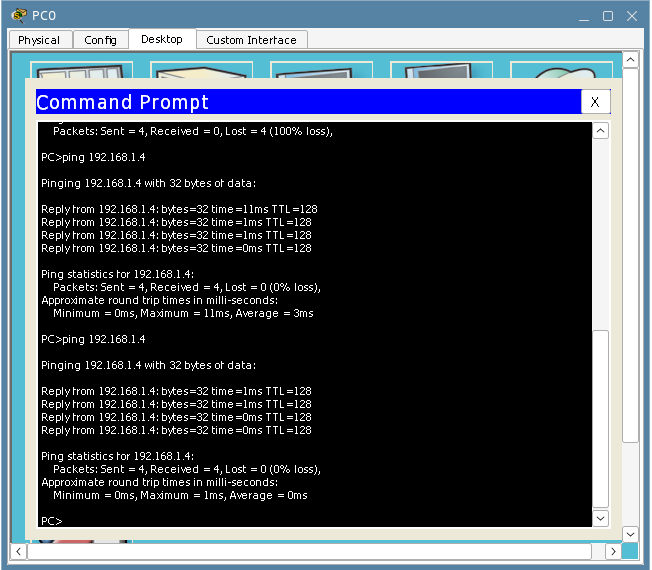 PC0
Physical Config Desktop Custom Interface
Command Prompt
X
Packets: Sent = 4, Received = 0, Lost = 4 (100% loss),
PC>ping 192.168.1.4
Pinging 192.168.1.4 with 32 bytes of data:
Reply from 192.168.1.4: bytes=32 time=11ms TTL=128
Reply from 192.168.1.4: bytes=32 time=1ms TTL=128
Reply from 192.168.1.4: bytes=32 time=1ms TTL=128
Reply from 192.168.1.4: bytes=32 time=0ms TTL=128
Ping statistics for 192.168.1.4:
Packets: Sent = 4, Received = 4, Lost = 0 (0% loss),
Approximate round trip times in milli-seconds:
Minimum = 0ms, Maximum = 11ms, Average = 3ms
PC>ping 192.168.1.4
Pinging 192.168.1.4 with 32 bytes of data:
Reply from 192.168.1.4: bytes=32 time=1ms TTL=128
Reply from 192.168.1.4: bytes=32 time=1ms TTL=128
Reply from 192.168.1.4: bytes=32 time=0ms TTL=128
Reply from 192.168.1.4: bytes=32 time=0ms TTL=128
Ping statistics for 192.168.1.4:
Packets: Sent = 4, Received = 4, Lost = 0 (0% loss),
Approximate round trip times in milli-seconds:
Minimum = 0ms, Maximum = 1ms, Average = 0ms
PC>